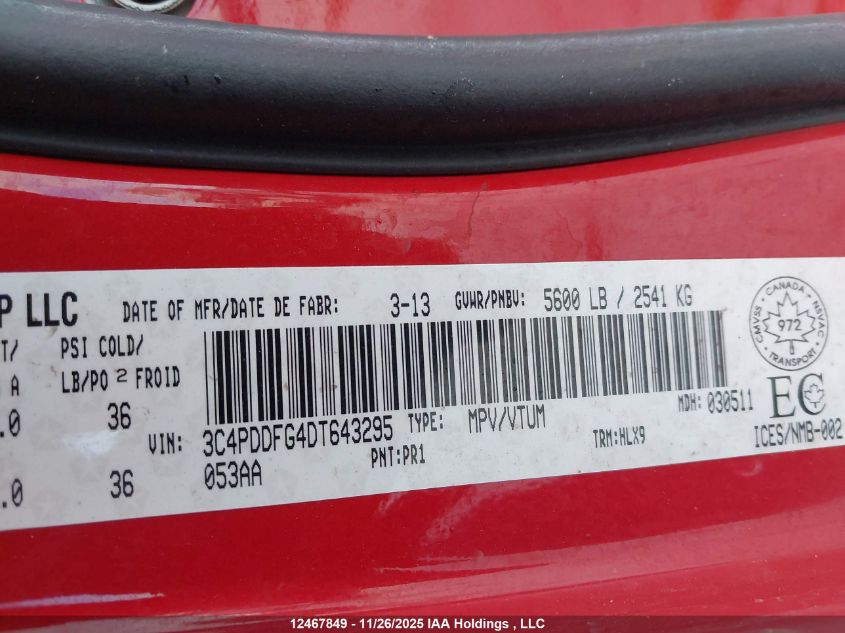 P LLC DATE OF MFR/DATE DE FABR: 3-13 GVWR/PNBV: 5600 LB / 2541 KG
T/ PSI COLD/
A LB/PO 2 FROID
.0 36
VIN: 3C4PDDFG4DT643295 TYPE: MPV/VTUM MDH: 030511
PNT:PR1 TRM:HLX9
.0 36 053AA
CANADA
CMVSS NSVAC
972
TRANSPORT
EC
ICES/NMB-002
12467849 - 11/26/2025 IAA Holdings , LLC